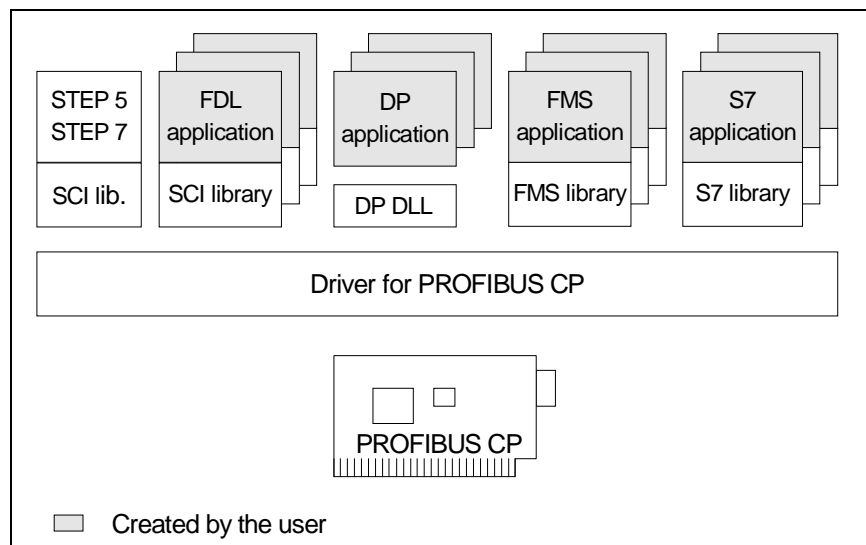 STEP 5
STEP 7
SCI lib.
FDL
application
SCI library
DP
application
DP DLL
FMS
application
FMS library
S7
application
S7 library
Driver for PROFIBUS CP
PROFIBUS CP
Created by the user